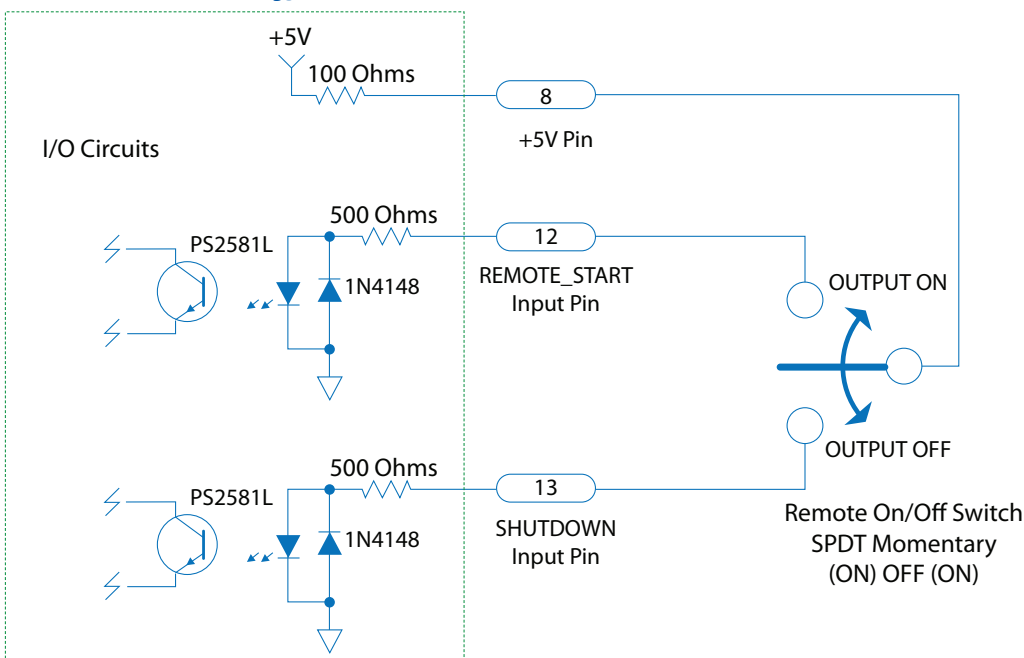 +5V
100 Ohms
8
+5V Pin
I/O Circuits
500 Ohms
PS2581L
12
1N4148
REMOTE_START
Input Pin
OUTPUT ON
OUTPUT OFF
500 Ohms
PS2581L
13
1N4148
SHUTDOWN
Input Pin
Remote On/Off Switch
SPDT Momentary
(ON) OFF (ON)